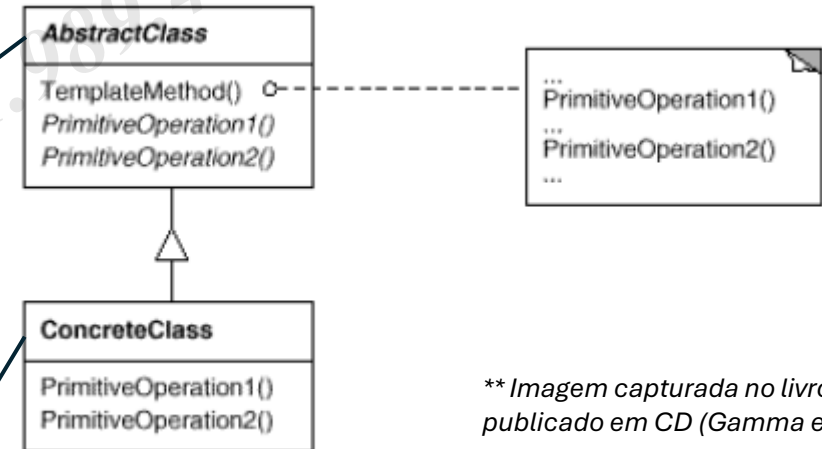 AbstractClass
TemplateMethod()
PrimitiveOperation1()
PrimitiveOperation2()
...
PrimitiveOperation1()
...
PrimitiveOperation2()
...
ConcreteClass
PrimitiveOperation1()
PrimitiveOperation2()
** Imagem capturada no livro
publicado em CD (Gamma e